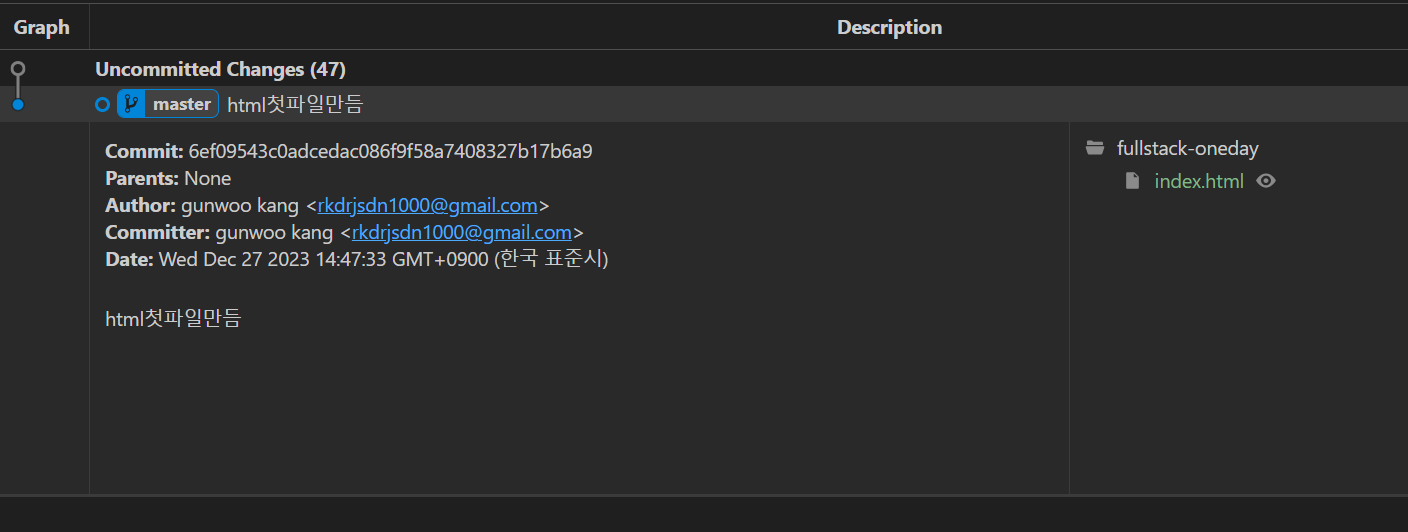 Graph Description
Uncommitted Changes (47)
master html첫파일만듬
Commit: 6ef09543c0adcedac086f9f58a7408327b17b6a9
Parents: None
Author: gunwoo kang <rkdrjsdn1000@gmail.com>
Committer: gunwoo kang <rkdrjsdn1000@gmail.com>
Date: Wed Dec 27 2023 14:47:33 GMT+0900 (한국 표준시)
html첫파일만듬
fullstack-oneday
index.html